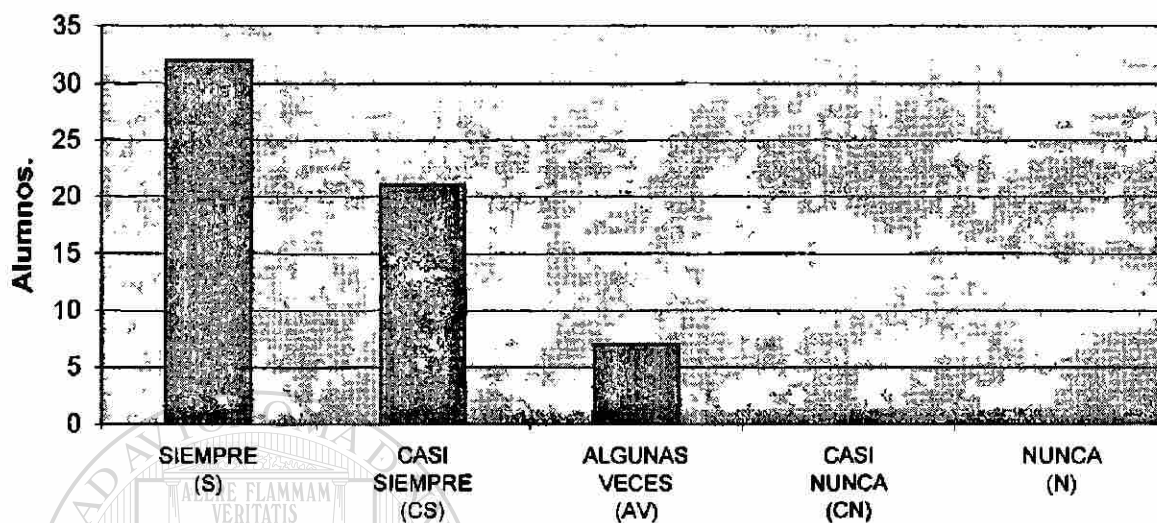 35
30
25
20
15
10
5
0
Alumnos.
SIEMPRE
(S)
CASI
SIEMPRE
(CS)
ALGUNAS
VECES
(AV)
CASI
NUNCA
(CN)
NUNCA
(N)
ALERE FLAMMAM
VERITATIS